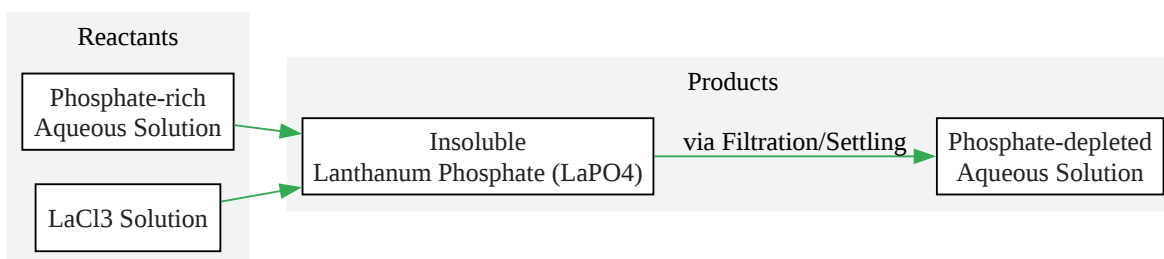 Reactants
Phosphate-rich
Aqueous Solution
LaCl3 Solution
Products
Insoluble
Lanthanum Phosphate (LaPO4)
via Filtration/Settling
Phosphate-depleted
Aqueous Solution